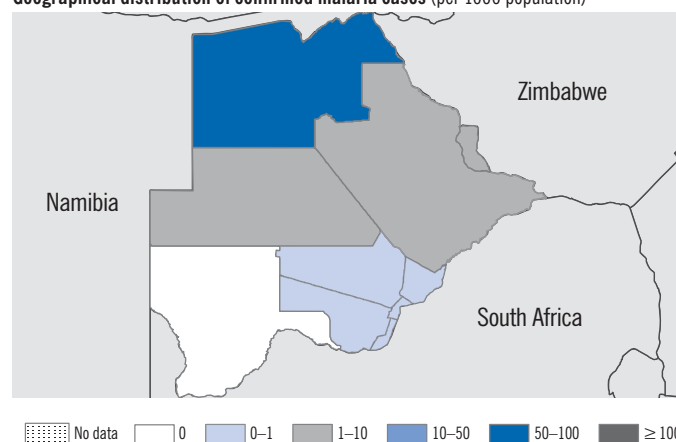 Geographical distribution of confirmed malaria cases (per 1000 population)
Zimbabwe
Namibia
South Africa
No data 0 0–1 1–10 10–50 50–100 ≥ 100